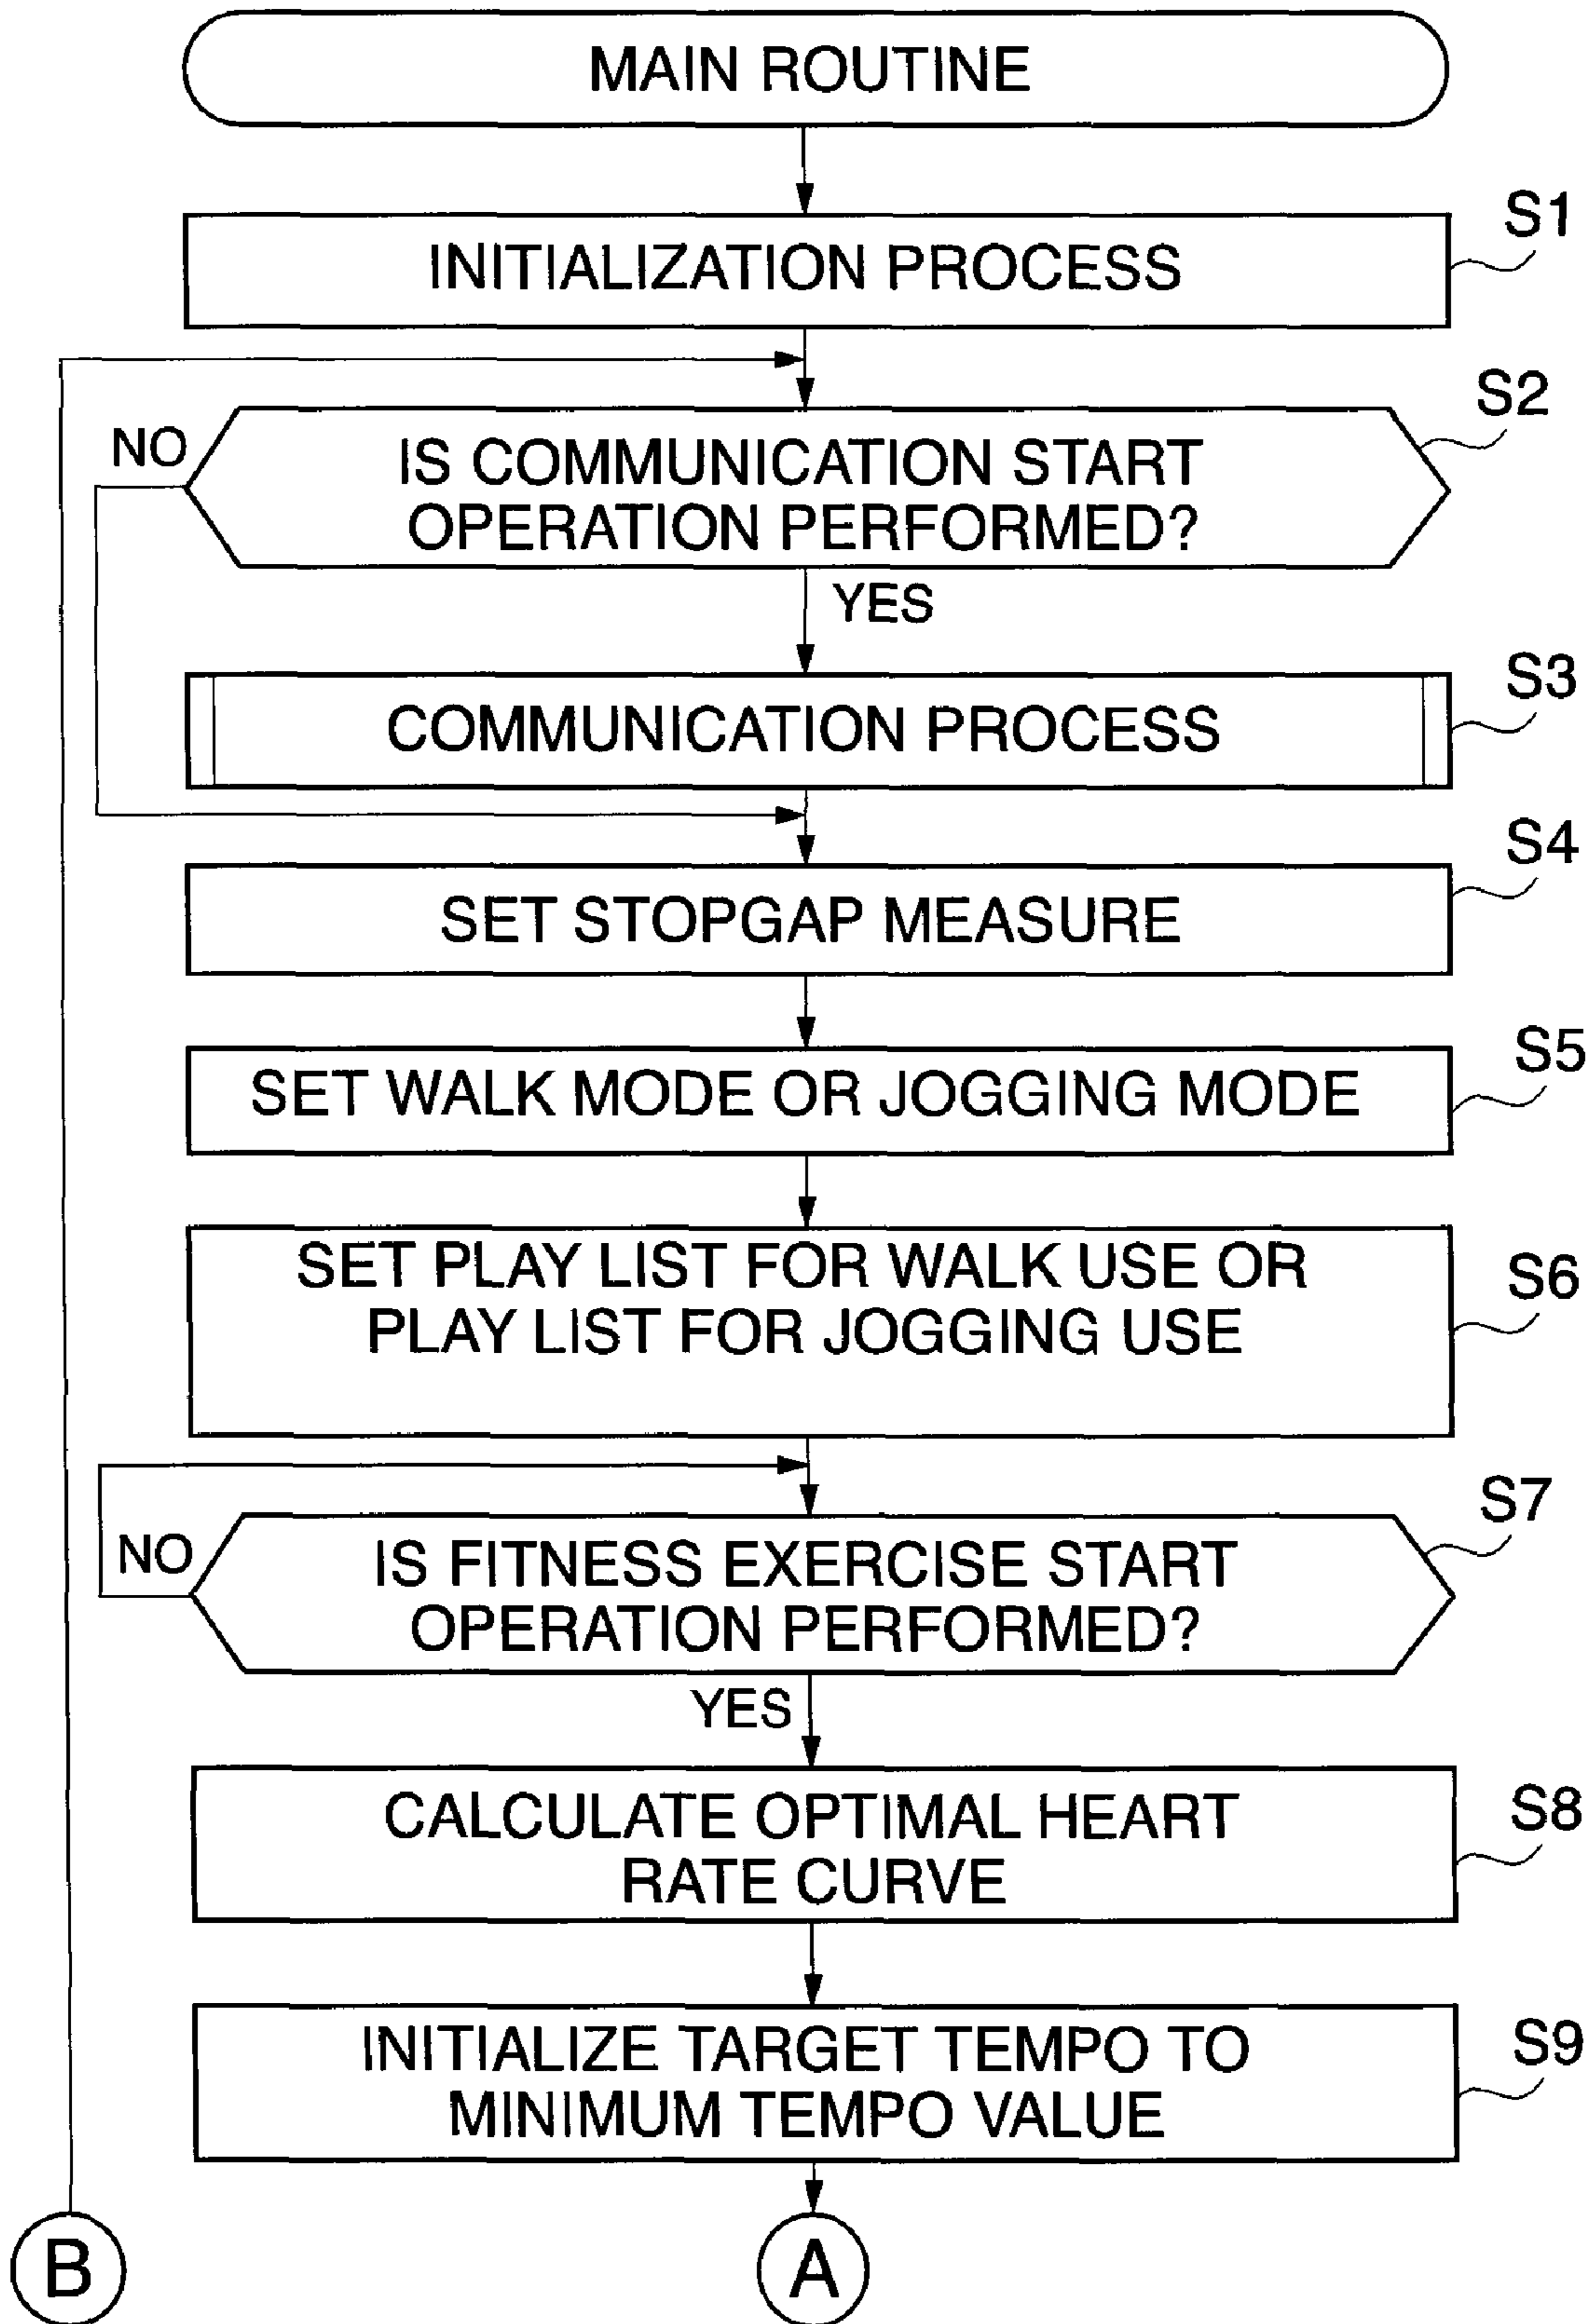 MAIN ROUTINE
S1
INITIALIZATION PROCESS
S2
NO
IS COMMUNICATION START
OPERATION PERFORMED?
YES
S3
COMMUNICATION PROCESS
S4
SET STOPGAP MEASURE
S5
SET WALK MODE OR JOGGING MODE
S6
SET PLAY LIST FOR WALK USE OR
PLAY LIST FOR JOGGING USE
S7
NO
IS FITNESS EXERCISE START
OPERATION PERFORMED?
YES
S8
CALCULATE OPTIMAL HEART
RATE CURVE
S9
INITIALIZE TARGET TEMPO TO
MINIMUM TEMPO VALUE
B
A